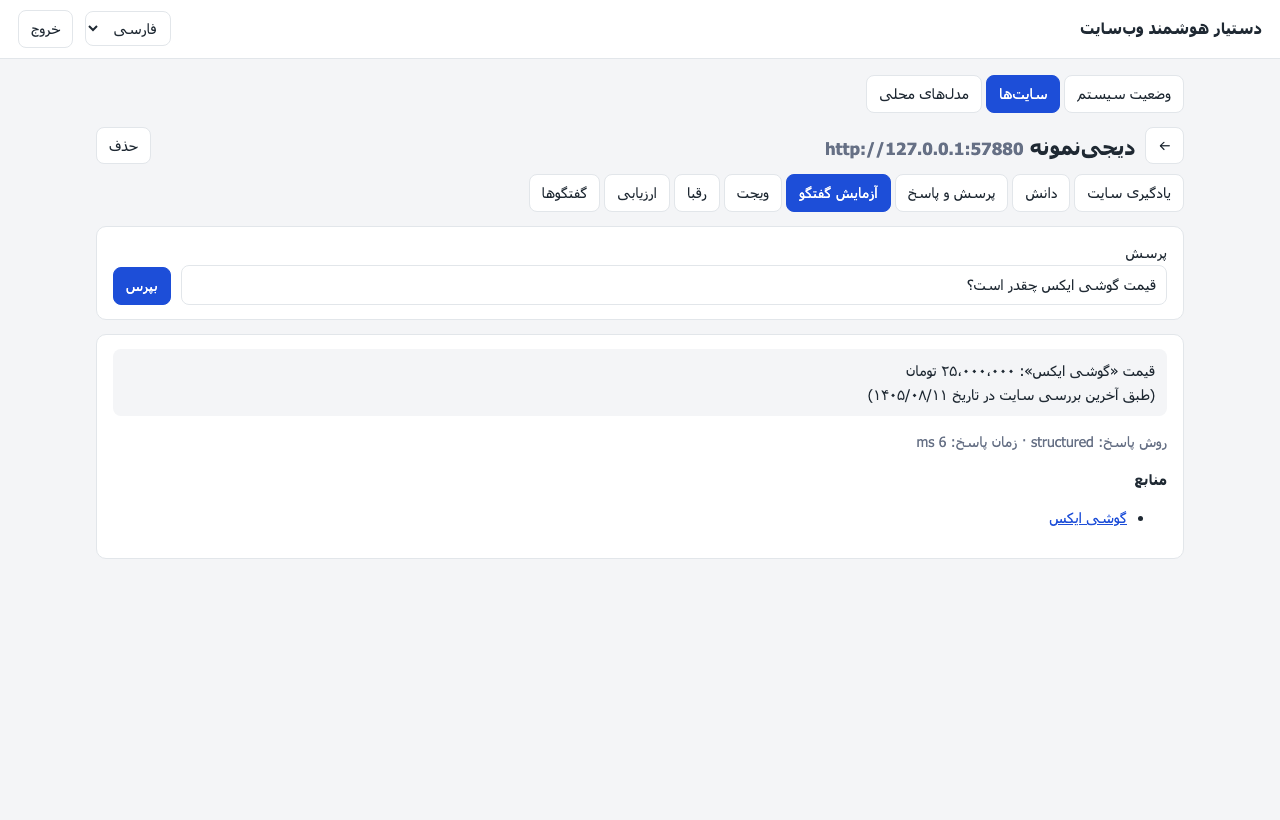 دستیار هوشمند وب‌سایت
فارسی
خروج
وضعیت سیستم
سایت‌ها
مدل‌های محلی
← دیجی‌نمونه http://127.0.0.1:57880
حذف
یادگیری سایت
دانش
پرسش و پاسخ
آزمایش گفتگو
ویجت
رقبا
ارزیابی
گفتگوها
پرسش
قیمت گوشی ایکس چقدر است؟
بپرس
قیمت «گوشی ایکس»: ۲۵،۰۰۰،۰۰۰ تومان
(طبق آخرین بررسی سایت در تاریخ ۱۴۰۵/۰۸/۱۱)
روش پاسخ: structured · زمان پاسخ: 6 ms
منابع
• گوشی ایکس